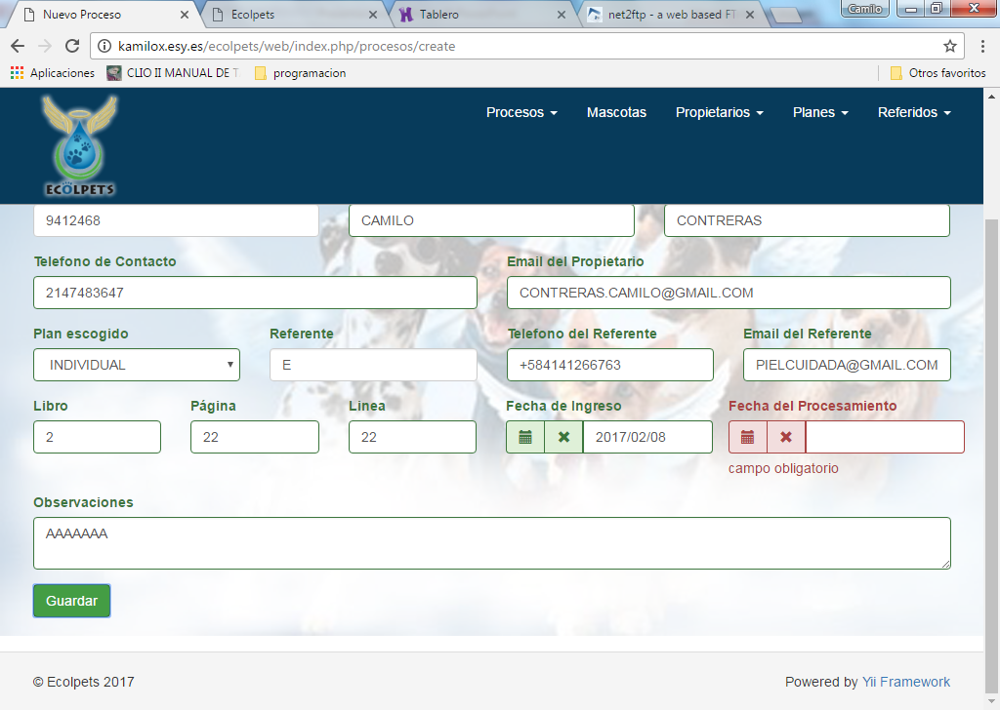 Nuevo Proceso
Ecolpets
Tablero
net2ftp - a web based FT
Camilo
kamilox.esy.es/ecolpets/web/index.php/procesos/create
Aplicaciones
CLIO II MANUAL DE T
programacion
Otros favoritos
ECOLPETS
Procesos
Mascotas
Propietarios
Planes
Referidos
9412468
CAMILO
CONTRERAS
Telefono de Contacto
Email del Propietario
2147483647
CONTRERAS.CAMILO@GMAIL.COM
Plan escogido
Referente
Telefono del Referente
Email del Referente
INDIVIDUAL
E
+584141266763
PIELCUIDADA@GMAIL.COM
Libro
Página
Linea
Fecha de Ingreso
Fecha del Procesamiento
2
22
22
2017/02/08
campo obligatorio
Observaciones
AAAAAAA
Guardar
© Ecolpets 2017
Powered by Yii Framework